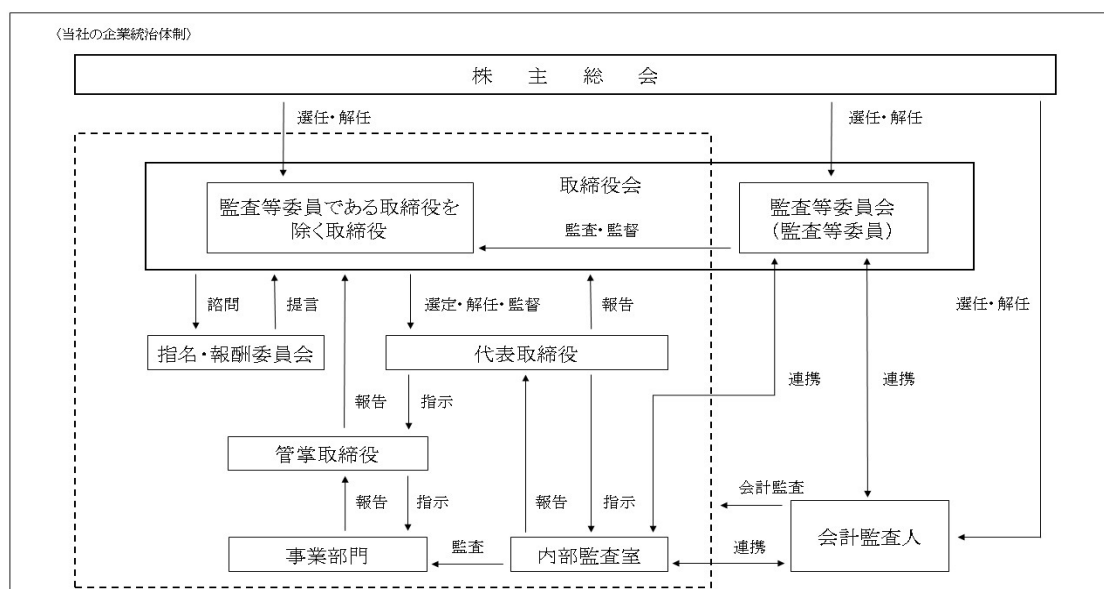 〈当社の企業統治体制〉
株主総会
選任・解任
選任・解任
取締役会
監査等委員である取締役を
除く取締役
監査・監督
監査等委員会
(監査等委員)
諮問
提言
選定・解任・監督
報告
選任・解任
指名・報酬委員会
代表取締役
連携
連携
報告
指示
管掌取締役
報告
指示
報告
指示
会計監査
事業部門
監査
内部監査室
連携
会計監査人